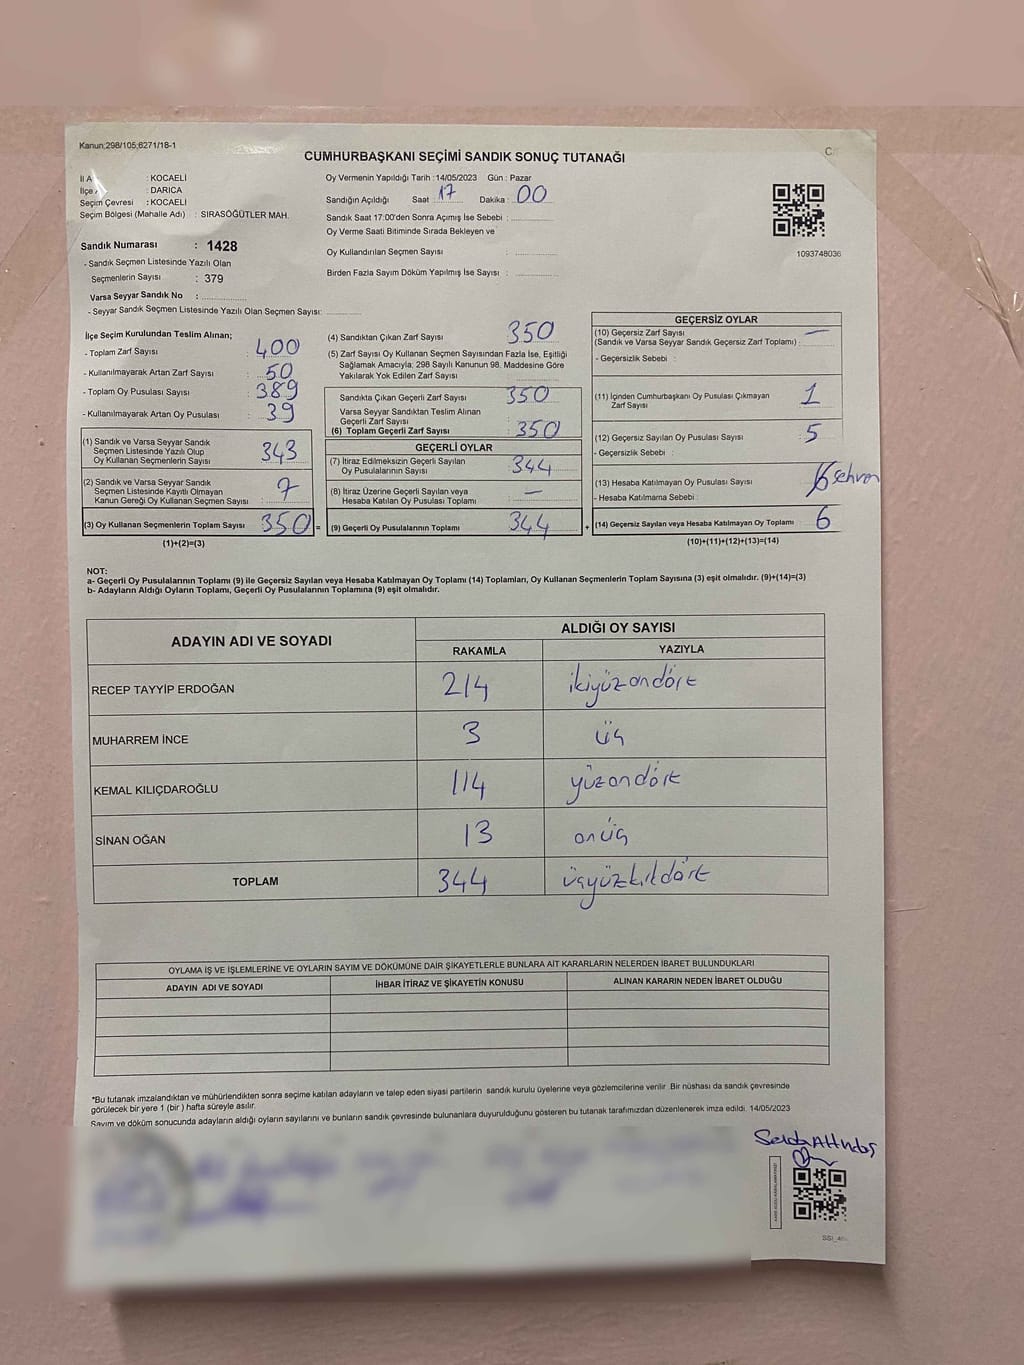 Kanun;298/105;6271/18-1
CUMHURBAŞKANI SEÇİMİ SANDIK SONUÇ TUTANAĞI
: KOCAELİ
: DARICA
Seçim Çevresi : KOCAELİ
Seçim Bölgesi (Mahalle Adı) : SIRASÖĞÜTLER MAH.
Sandık Numarası : 1428
- Sandık Seçmen Listesinde Yazılı Olan
Seçmenlerin Sayısı : 379
Varsa Seyyar Sandık No :
- Seyyar Sandık Seçmen Listesinde Yazılı Olan Seçmen Sayısı:
Oy Vermenin Yapıldığı Tarih : 14/05/2023 Gün : Pazar
Sandığın Açıldığı Saat : 17 Dakika : 00
Sandık Saat 17:00'den Sonra Açımış İse Sebebi :
Oy Verme Saati Bitiminde Sırada Bekleyen ve
Oy Kullandırılan Seçmen Sayısı :
Birden Fazla Sayım Döküm Yapılmış İse Sayısı :
1093748036
İlçe Seçim Kurulundan Teslim Alınan;
- Toplam Zarf Sayısı : 400
- Kullanılmayarak Artan Zarf Sayısı : 50
- Toplam Oy Pusulası Sayısı : 389
- Kullanılmayarak Artan Oy Pusulası : 39
(1) Sandık ve Varsa Seyyar Sandık
Seçmen Listesinde Yazılı Olup
Oy Kullanan Seçmenlerin Sayısı : 343
(2) Sandık ve Varsa Seyyar Sandık
Seçmen Listesinde Kayıtlı Olmayan
Kanun Gereği Oy Kullanan Seçmen Sayısı : 7
(3) Oy Kullanan Seçmenlerin Toplam Sayısı 350 =
(1)+(2)=(3)
(4) Sandıktan Çıkan Zarf Sayısı : 350
(5) Zarf Sayısı Oy Kullanan Seçmen Sayısından Fazla İse, Eşitliği
Sağlamak Amacıyla; 298 Sayılı Kanunun 98. Maddesine Göre
Yakılarak Yok Edilen Zarf Sayısı :
Sandıkta Çıkan Geçerli Zarf Sayısı : 350
Varsa Seyyar Sandıktan Teslim Alınan
Geçerli Zarf Sayısı :
(6) Toplam Geçerli Zarf Sayısı : 350
GEÇERLİ OYLAR
(7) İtiraz Edilmeksizin Geçerli Sayılan
Oy Pusulalarının Sayısı : 344
(8) İtiraz Üzerine Geçerli Sayılan veya
Hesaba Katılan Oy Pusulası Toplamı : —
(9) Geçerli Oy Pusulalarının Toplamı : 344 +
GEÇERSİZ OYLAR
(10) Geçersiz Zarf Sayısı
(Sandık ve Varsa Seyyar Sandık Geçersiz Zarf Toplamı) : —
- Geçersizlik Sebebi :
(11) İçinden Cumhurbaşkanı Oy Pusulası Çıkmayan
Zarf Sayısı : 1
(12) Geçersiz Sayılan Oy Pusulası Sayısı : 5
- Geçersizlik Sebebi :
(13) Hesaba Katılmayan Oy Pusulası Sayısı :
- Hesaba Katılmama Sebebi :
(14) Geçersiz Sayılan veya Hesaba Katılmayan Oy Toplamı : 6
(10)+(11)+(12)+(13)=(14)
NOT:
a- Geçerli Oy Pusulalarının Toplamı (9) ile Geçersiz Sayılan veya Hesaba Katılmayan Oy Toplamı (14) Toplamları, Oy Kullanan Seçmenlerin Toplam Sayısına (3) eşit olmalıdır. (9)+(14)=(3)
b- Adayların Aldığı Oyların Toplamı, Geçerli Oy Pusulalarının Toplamına (9) eşit olmalıdır.
ADAYIN ADI VE SOYADI ALDIĞI OY SAYISI
RAKAMLA YAZIYLA
RECEP TAYYİP ERDOĞAN 214 ikiyüzondört
MUHARREM İNCE 3 üç
KEMAL KILIÇDAROĞLU 114 yüzondört
SİNAN OĞAN 13 onüç
TOPLAM 344 üçyüzkırkdört
OYLAMA İŞ VE İŞLEMLERİNE VE OYLARIN SAYIM VE DÖKÜMÜNE DAİR ŞİKAYETLERLE BUNLARA AİT KARARLARIN NELERDEN İBARET BULUNDUKLARI
ADAYIN ADI VE SOYADI İHBAR İTİRAZ VE ŞİKAYETİN KONUSU ALINAN KARARIN NEDEN İBARET OLDUĞU
*Bu tutanak imzalandıktan ve mühürlendikten sonra seçime katılan adayların ve talep eden siyasi partilerin sandık kurulu üyelerine veya gözlemcilerine verilir .Bir nüshası da sandık çevresinde
görülecek bir yere 1 (bir ) hafta süreyle asılır.
Sayım ve döküm sonucunda adayların aldığı oyların sayılarını ve bunların sandık çevresinde bulunanlara duyurulduğunu gösteren bu tutanak tarafımızdan düzenlenerek imza edildi. 14/05/2023